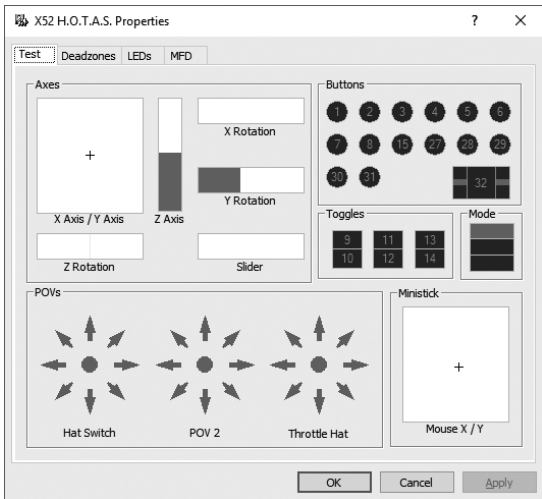 X52 H.O.T.A.S. Properties
Test Deadzones LEDs MFD
Axes
X Axis / Y Axis
Z Axis
X Rotation
Y Rotation
Z Rotation
Slider
Buttons
1 2 3 4 5 6
7 8 15 27 28 29
30 31 32
Toggles
9 11 13
10 12 14
Mode
POVs
Hat Switch
POV 2
Throttle Hat
Ministick
Mouse X / Y
OK Cancel Apply